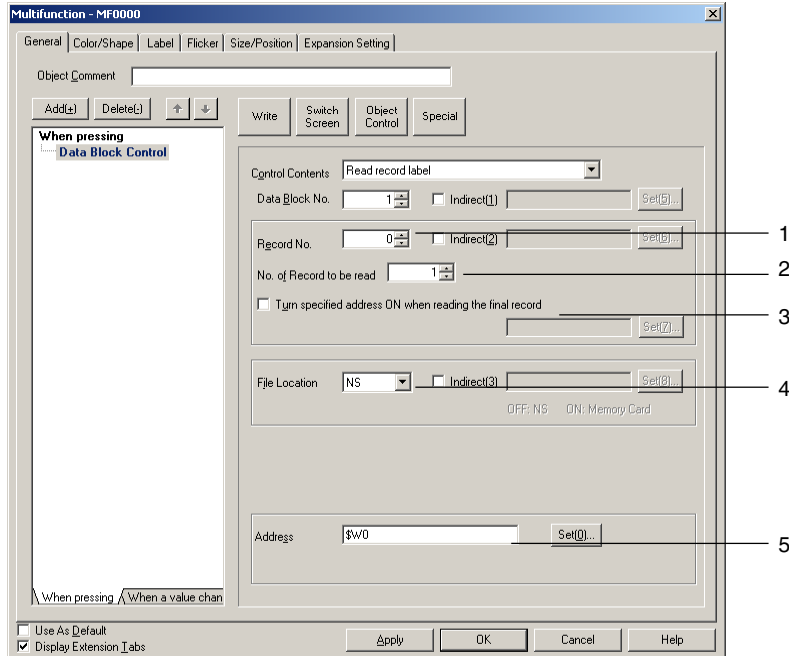 Multifunction - MF0000
General Color/Shape Label Flicker Size/Position Expansion Setting
Object Comment
Add(+) Delete(-)
Write Switch Screen Object Control Special
When pressing
Data Block Control
Control Contents Read record label
Data Block No. 1 Indirect(1) Set(5)...
Record No. 0 Indirect(2) Set(6)... 1
No. of Record to be read 1 2
Turn specified address ON when reading the final record 3
Set(7)...
File Location NS Indirect(3) Set(8)... 4
OFF: NS ON: Memory Card
Address $W0 Set(0)... 5
When pressing When a value chan
Use As Default
Display Extension Tabs
Apply OK Cancel Help